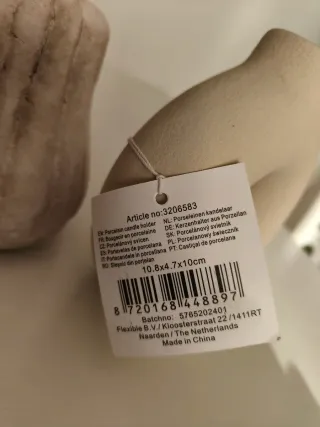 Article no:3206583
EN: Porcelain candle holder NL: Porseleinen kandelaar
FR: Bougeoir en porcelaine DE: Kerzenhalter aus Porzellan
CZ: Porcelánový svícen SK: Porcelánový svietnik
ES: Portavelas de porcelana PL: Porcelanowy świecznik
IT: Portacandela in porcellana PT: Castiçal de porcelana
RO: din porțelan
10.8x4.7x10cm
8 720168 448897
Batchno: 5765202401
Flexible B.V./ Kloosterstraat 22 /1411RT
Naarden / The Netherlands
Made in China